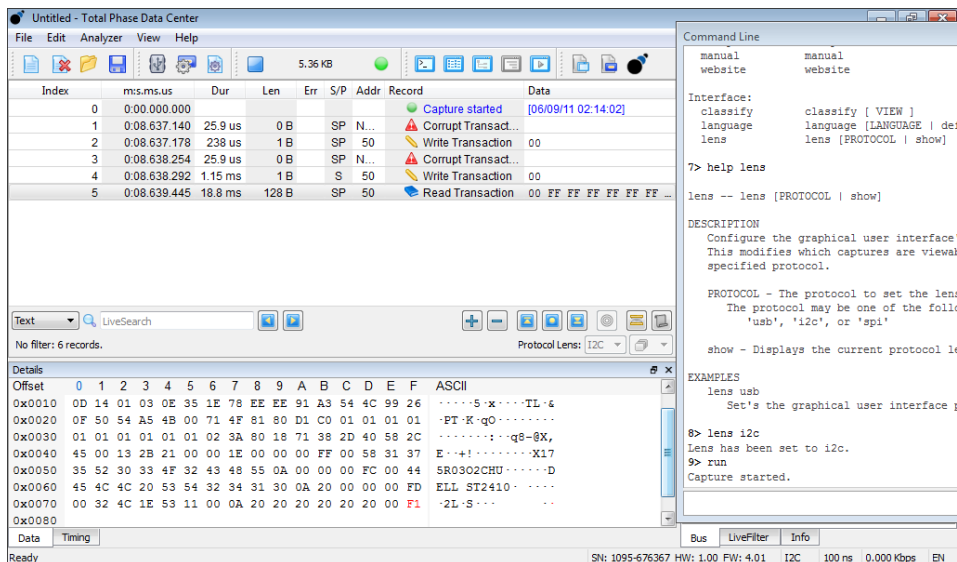 Untitled - Total Phase Data Center
File Edit Analyzer View Help
5.36 KB
Index m:s.ms.us Dur Len Err S/P Addr Record Data
0 0:00.000.000 Capture started [06/09/11 02:14:02]
1 0:08.637.140 25.9 us 0 B SP N... Corrupt Transact...
2 0:08.637.178 238 us 1 B SP 50 Write Transaction 00
3 0:08.638.254 25.9 us 0 B SP N... Corrupt Transact...
4 0:08.638.292 1.15 ms 1 B S 50 Write Transaction 00
5 0:08.639.445 18.8 ms 128 B SP 50 Read Transaction 00 FF FF FF FF FF FF ...
Text LiveSearch
No filter: 6 records. Protocol Lens: I2C
Details
Offset 0 1 2 3 4 5 6 7 8 9 A B C D E F ASCII
0x0010 0D 14 01 03 0E 35 1E 78 EE EE 91 A3 54 4C 99 26 ·····5·x····TL·&
0x0020 0F 50 54 A5 4B 00 71 4F 81 80 D1 C0 01 01 01 01 ·PT·K·qO········
0x0030 01 01 01 01 01 01 02 3A 80 18 71 38 2D 40 58 2C ·······:··q8-@X,
0x0040 45 00 13 2B 21 00 00 1E 00 00 00 FF 00 58 31 37 E··+!········X17
0x0050 35 52 30 33 4F 32 43 48 55 0A 00 00 00 FC 00 44 5R03O2CHU······D
0x0060 45 4C 4C 20 53 54 32 34 31 30 0A 20 00 00 00 FD ELL ST2410· ····
0x0070 00 32 4C 1E 53 11 00 0A 20 20 20 20 20 20 00 F1 ·2L·S··· ··
0x0080
Data Timing
Ready
Command Line
manual manual
website website
Interface:
classify classify [ VIEW ]
language language [LANGUAGE | de
lens lens [PROTOCOL | show]
7> help lens
lens -- lens [PROTOCOL | show]
DESCRIPTION
Configure the graphical user interface'
This modifies which captures are viewa
specified protocol.
PROTOCOL - The protocol to set the lens
The protocol may be one of the follo
'usb', 'i2c', or 'spi'
show - Displays the current protocol le
EXAMPLES
lens usb
Set's the graphical user interface p
8> lens i2c
Lens has been set to i2c.
9> run
Capture started.
Bus LiveFilter Info
SN: 1095-676367 HW: 1.00 FW: 4.01 I2C 100 ns 0.000 Kbps EN